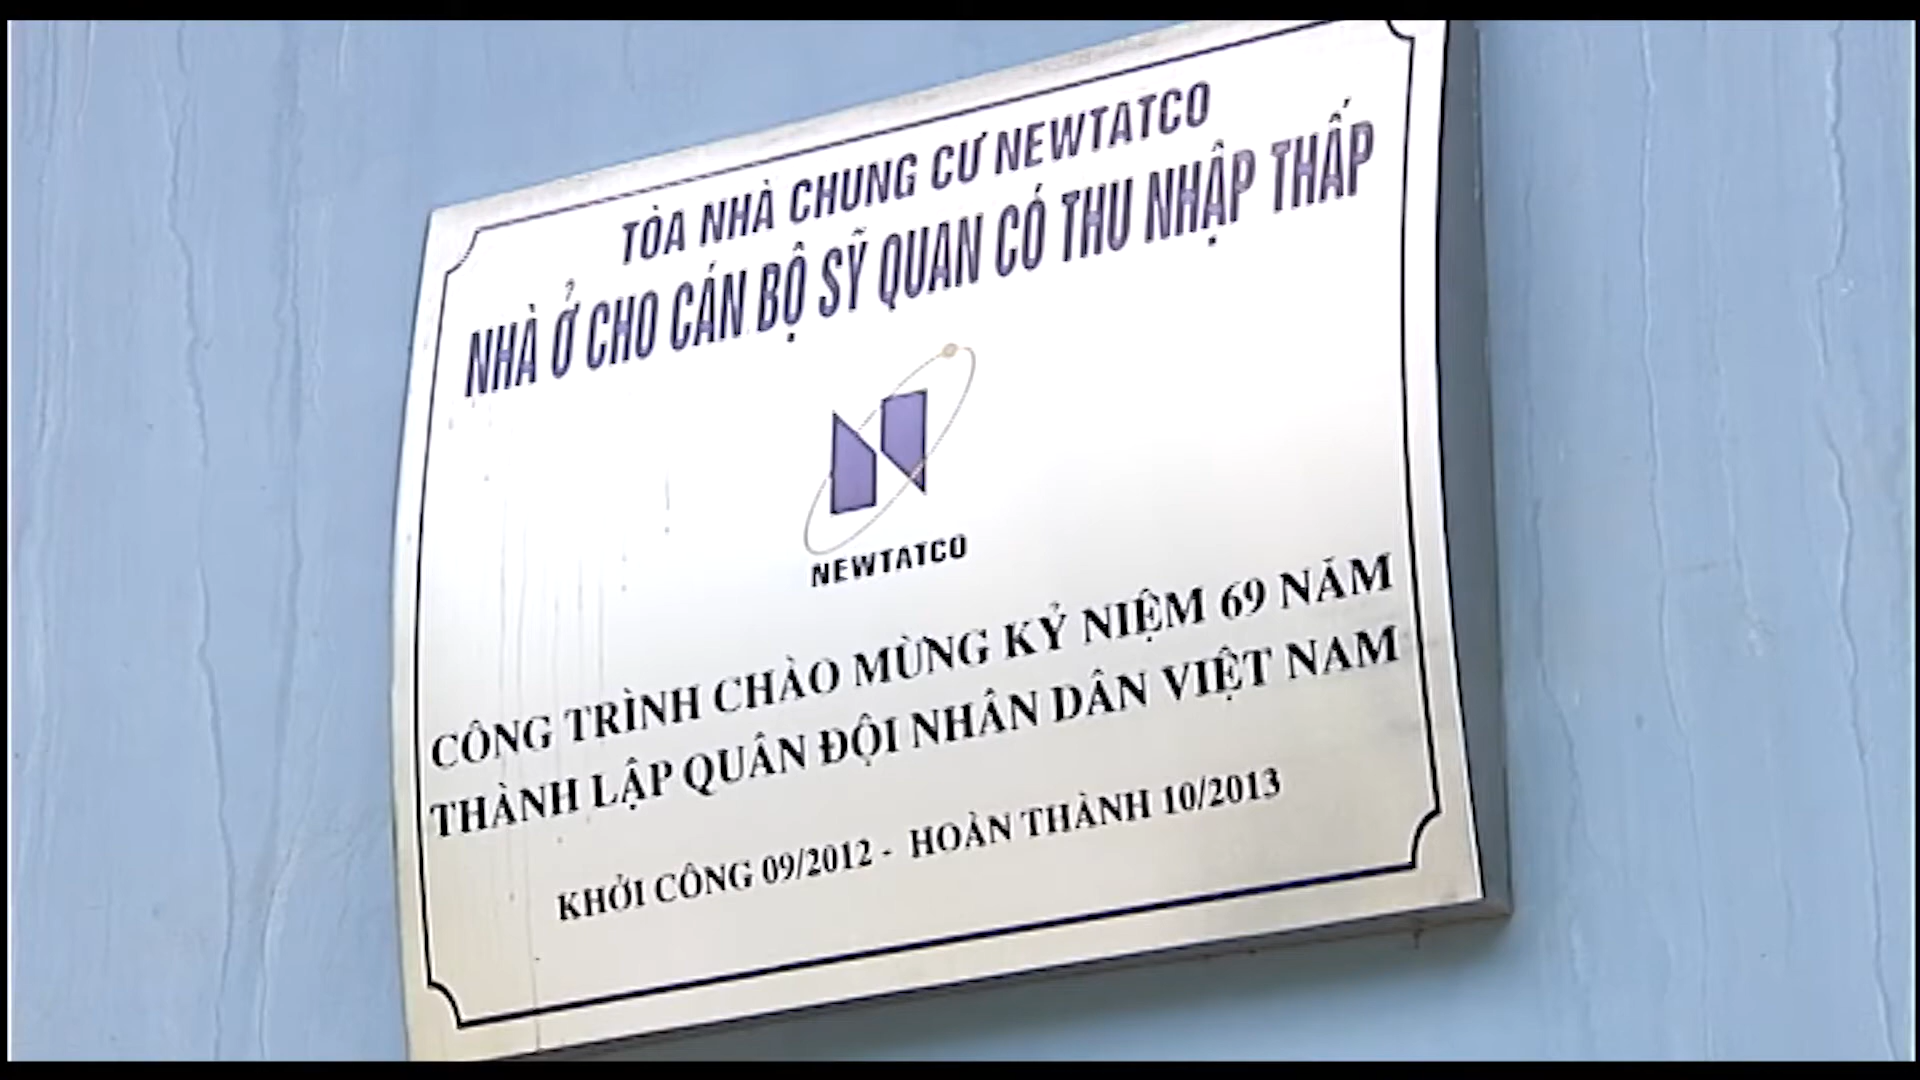 TÒA NHÀ CHUNG CƯ NEWTATCO
NHÀ Ở CHO CÁN BỘ SỸ QUAN CÓ THU NHẬP THẤP
NEWTATCO
CÔNG TRÌNH CHÀO MỪNG KỶ NIỆM 69 NĂM
THÀNH LẬP QUÂN ĐỘI NHÂN DÂN VIỆT NAM
KHỞI CÔNG 09/2012 - HOÀN THÀNH 10/2013